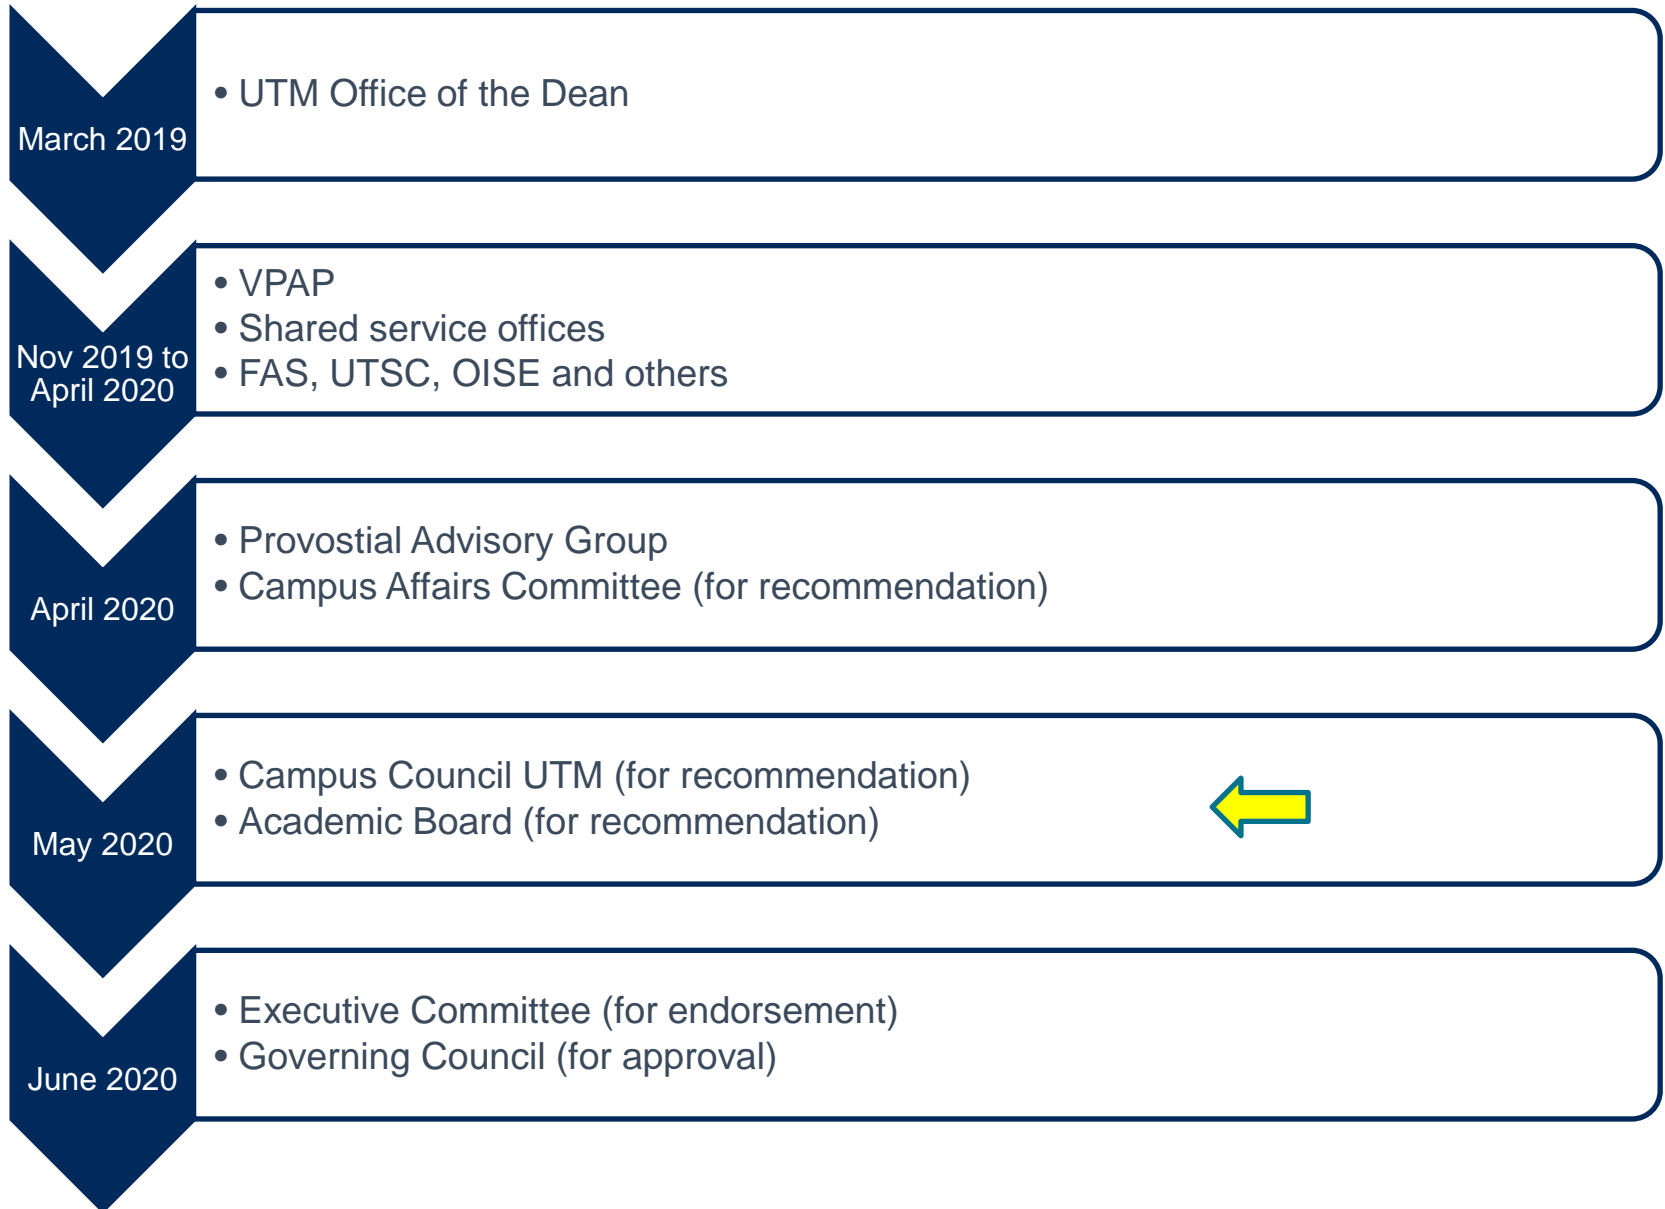 March 2019
• UTM Office of the Dean
Nov 2019 to
April 2020
• VPAP
• Shared service offices
• FAS, UTSC, OISE and others
April 2020
• Provostial Advisory Group
• Campus Affairs Committee (for recommendation)
May 2020
• Campus Council UTM (for recommendation)
• Academic Board (for recommendation)
June 2020
• Executive Committee (for endorsement)
• Governing Council (for approval)